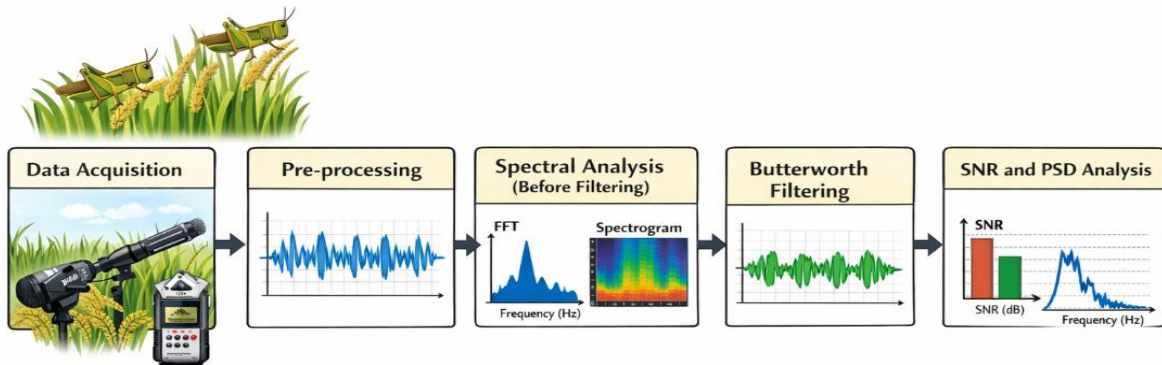 Data Acquisition
Pre-processing
Spectral Analysis
(Before Filtering)
FFT
Spectrogram
Frequency (Hz)
Butterworth
Filtering
SNR and PSD Analysis
SNR
SNR (dB)
Frequency (Hz)